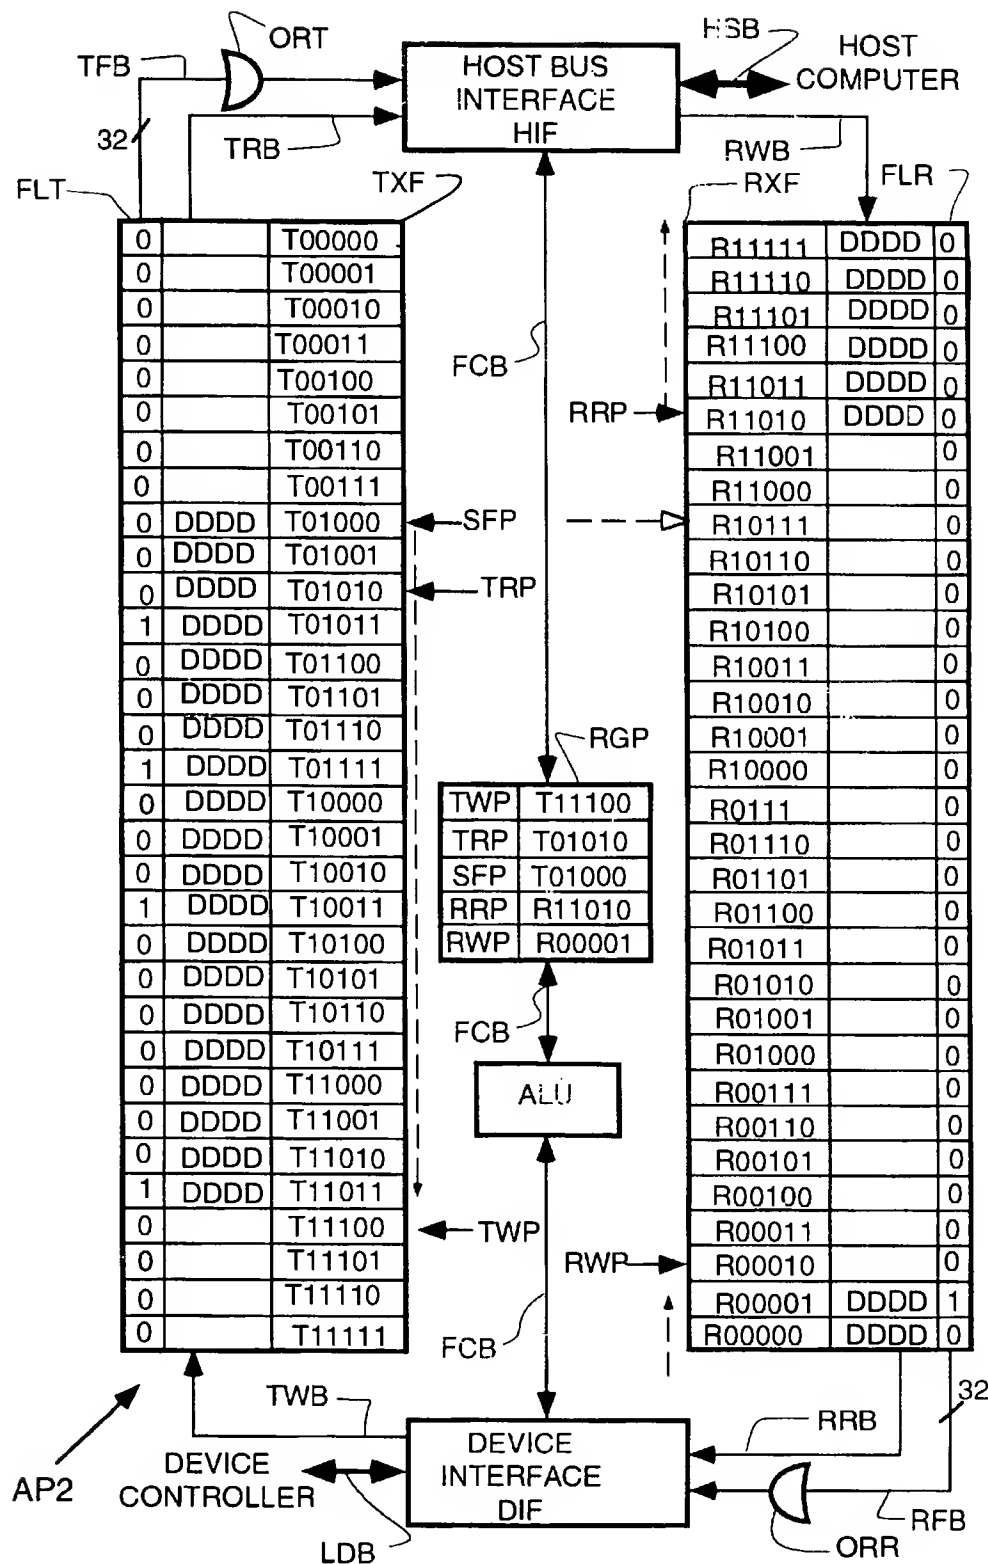 ORT
HSB
HOST
COMPUTER
TFB
HOST BUS
INTERFACE
HIF
32
TRB
RWB
FLT
TXF
RXF
FLR
0 T00000
0 T00001
0 T00010
0 T00011
0 T00100
0 T00101
0 T00110
0 T00111
0 DDDD T01000
0 DDDD T01001
0 DDDD T01010
1 DDDD T01011
0 DDDD T01100
0 DDDD T01101
0 DDDD T01110
1 DDDD T01111
0 DDDD T10000
0 DDDD T10001
0 DDDD T10010
1 DDDD T10011
0 DDDD T10100
0 DDDD T10101
0 DDDD T10110
0 DDDD T10111
0 DDDD T11000
0 DDDD T11001
0 DDDD T11010
1 DDDD T11011
0 T11100
0 T11101
0 T11110
0 T11111
FCB
SFP
TRP
RGP
TWP T11100
TRP T01010
SFP T01000
RRP R11010
RWP R00001
FCB
ALU
TWP
FCB
RRP
RWP
R11111 DDDD 0
R11110 DDDD 0
R11101 DDDD 0
R11100 DDDD 0
R11011 DDDD 0
R11010 DDDD 0
R11001 0
R11000 0
R10111 0
R10110 0
R10101 0
R10100 0
R10011 0
R10010 0
R10001 0
R10000 0
R0111 0
R01110 0
R01101 0
R01100 0
R01011 0
R01010 0
R01001 0
R01000 0
R00111 0
R00110 0
R00101 0
R00100 0
R00011 0
R00010 0
R00001 DDDD 1
R00000 DDDD 0
TWB
32
RRB
AP2
DEVICE
CONTROLLER
DEVICE
INTERFACE
DIF
RFB
LDB
ORR